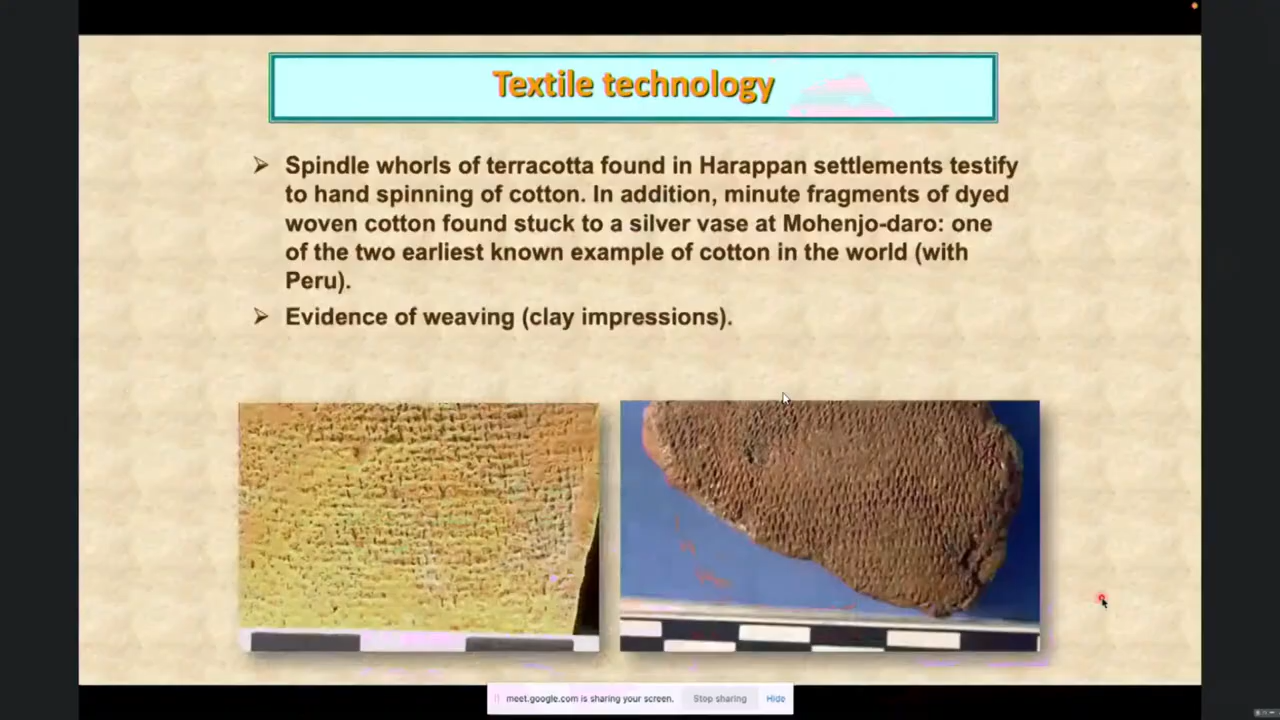 Textile technology
Spindle whorls of terracotta found in Harappan settlements testify
to hand spinning of cotton. In addition, minute fragments of dyed
woven cotton found stuck to a silver vase at Mohenjo-daro: one
of the two earliest known example of cotton in the world (with
Peru).
Evidence of weaving (clay impressions).
meet.google.com is sharing your screen. Stop sharing Hide